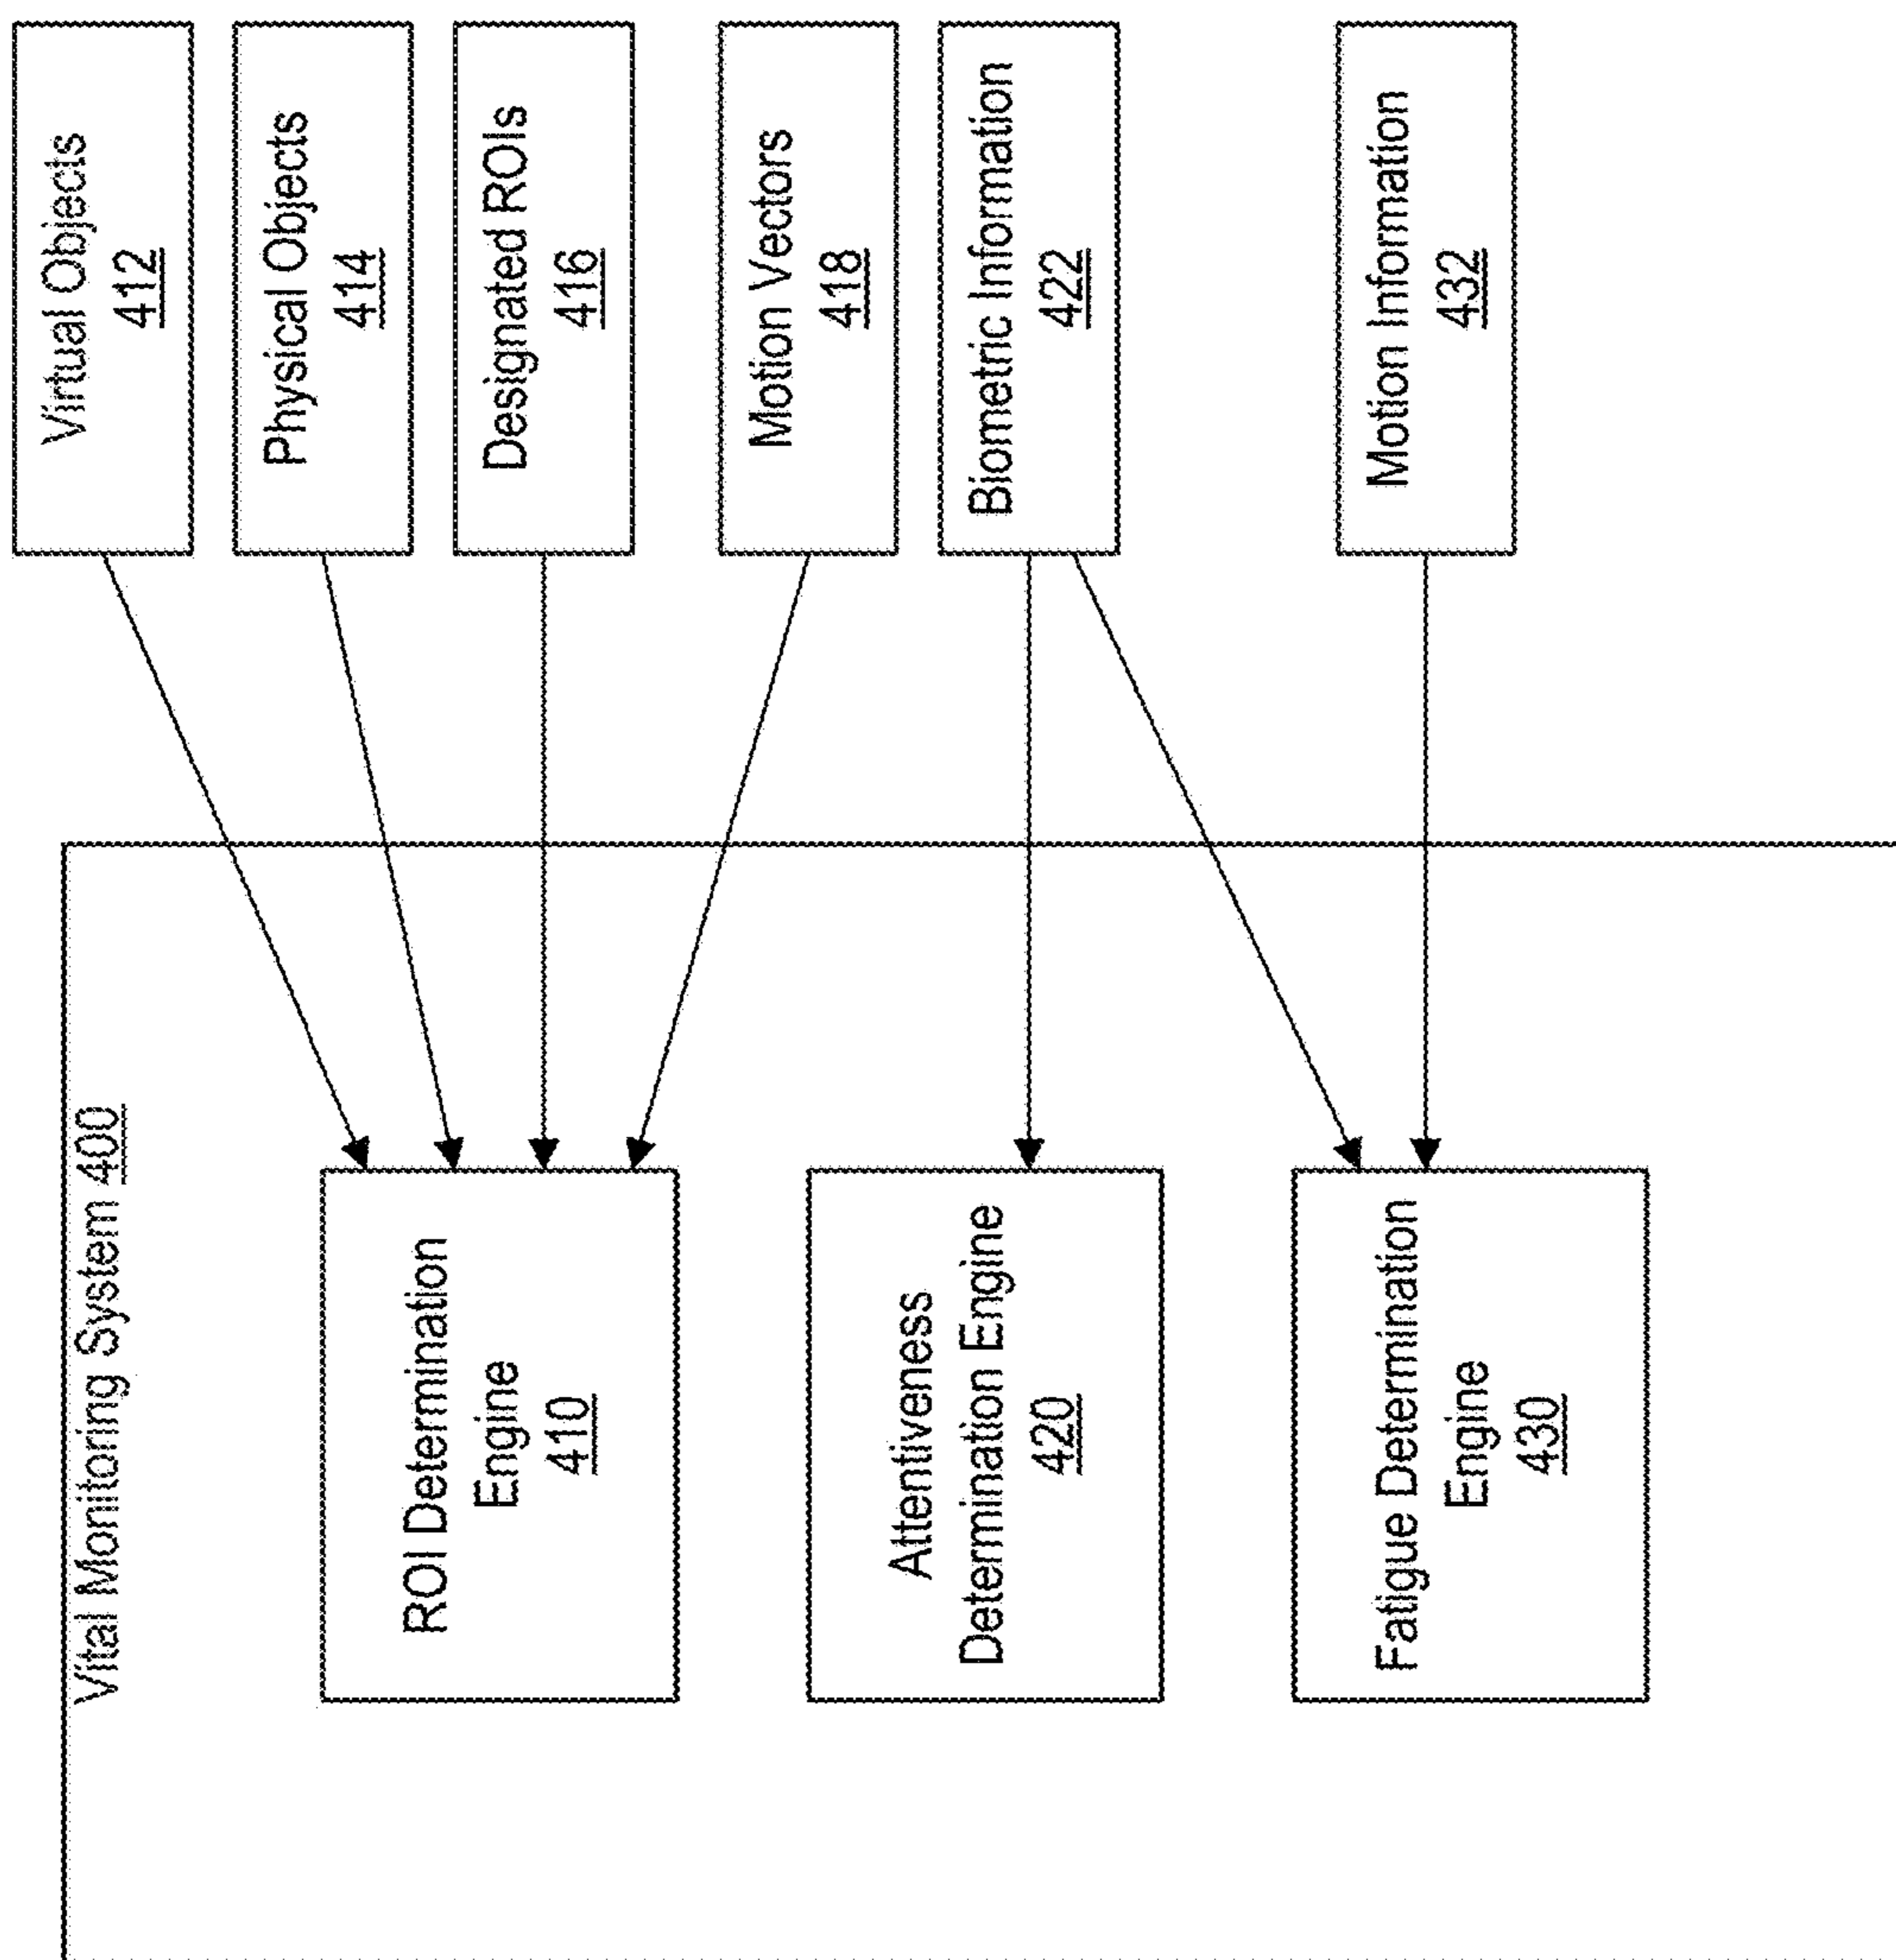 Vital Monitoring System 400
ROI Determination
Engine
410
Attentiveness
Determination Engine
420
Fatigue Determination
Engine
430
Virtual Objects
412
Physical Objects
414
Designated ROIs
416
Motion Vectors
418
Biometric Information
422
Motion Information
432